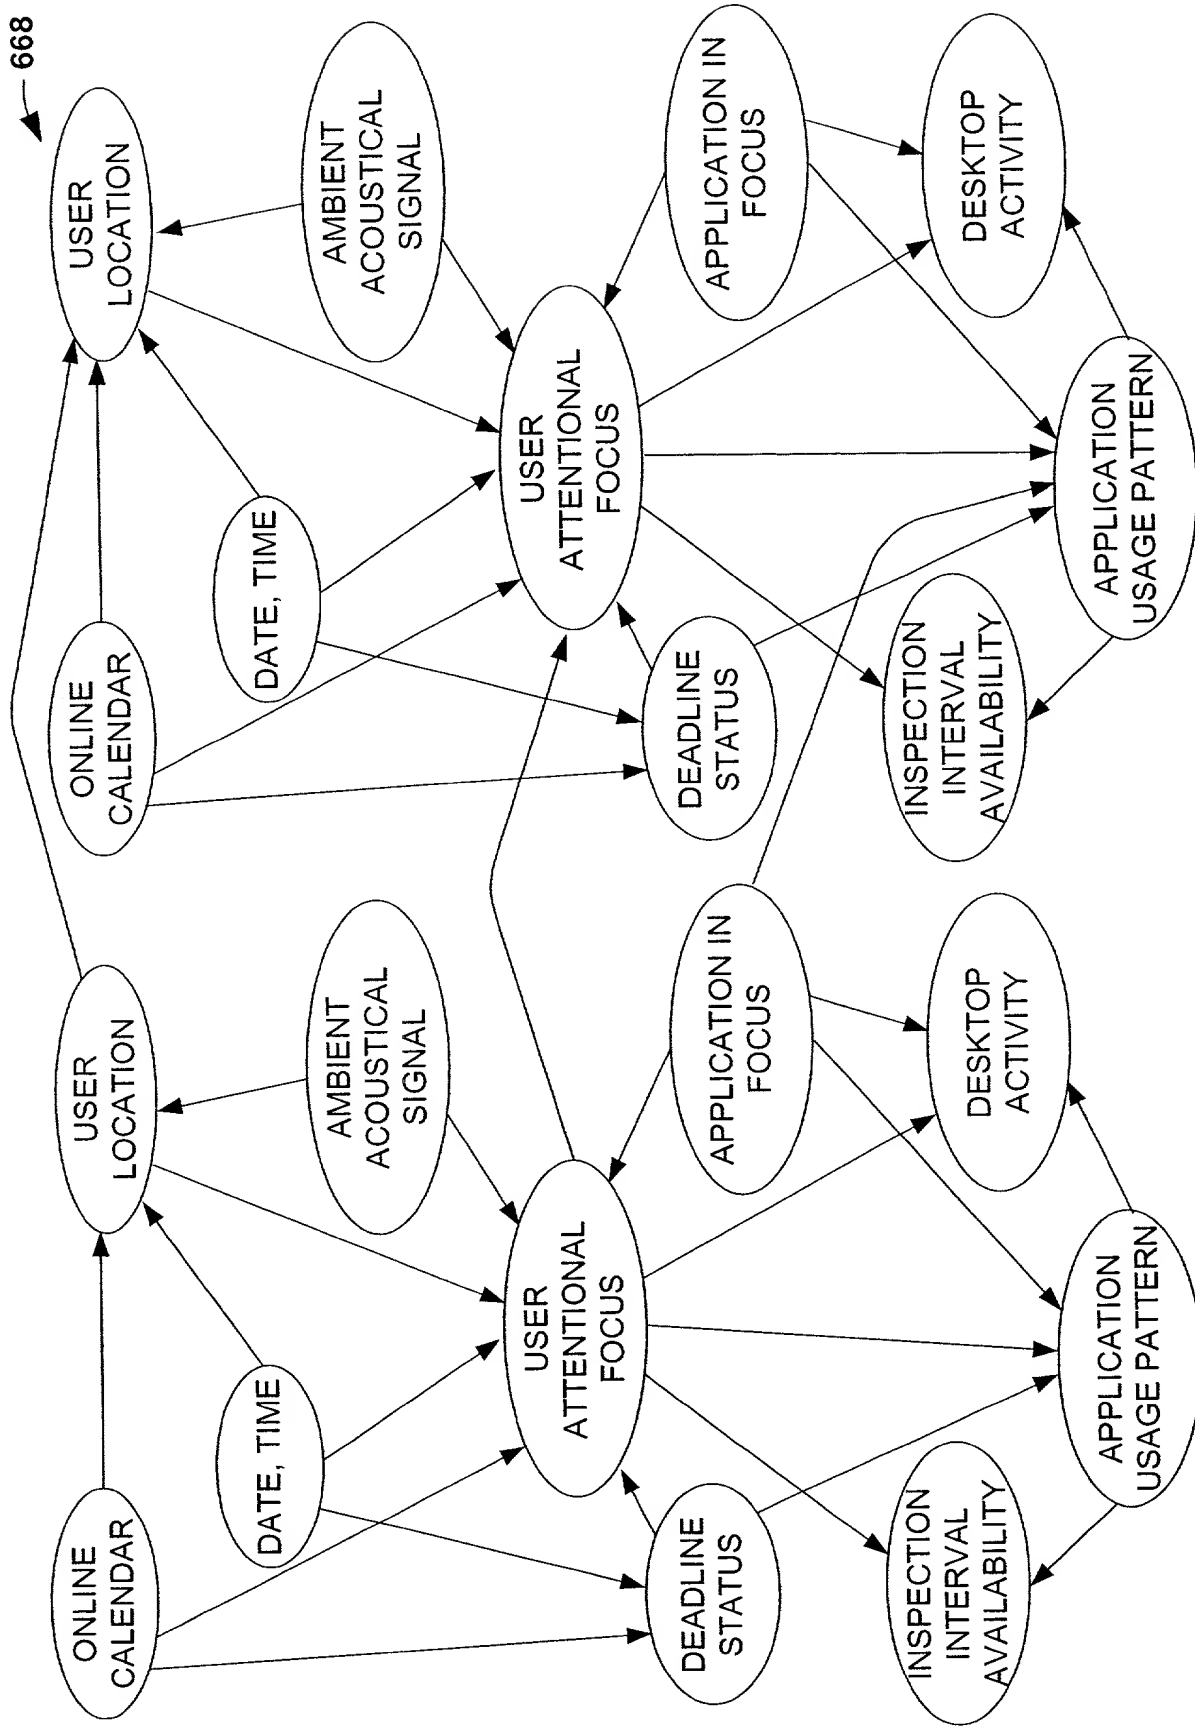 668
ONLINE
CALENDAR
USER
LOCATION
DATE, TIME
AMBIENT
ACOUSTICAL
SIGNAL
USER
ATTENTIONAL
FOCUS
DEADLINE
STATUS
APPLICATION IN
FOCUS
INSPECTION
INTERVAL
AVAILABILITY
DESKTOP
ACTIVITY
APPLICATION
USAGE PATTERN
ONLINE
CALENDAR
USER
LOCATION
DATE, TIME
AMBIENT
ACOUSTICAL
SIGNAL
USER
ATTENTIONAL
FOCUS
DEADLINE
STATUS
APPLICATION IN
FOCUS
INSPECTION
INTERVAL
AVAILABILITY
DESKTOP
ACTIVITY
APPLICATION
USAGE PATTERN